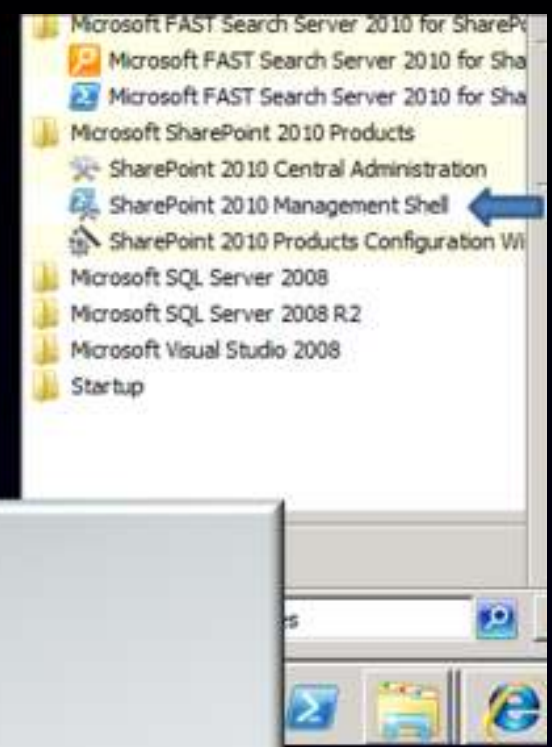 Microsoft FAST Search Server 2010 for SharePo
Microsoft FAST Search Server 2010 for Sha
Microsoft FAST Search Server 2010 for Sha
Microsoft SharePoint 2010 Products
SharePoint 2010 Central Administration
SharePoint 2010 Management Shell
SharePoint 2010 Products Configuration Wi
Microsoft SQL Server 2008
Microsoft SQL Server 2008 R2
Microsoft Visual Studio 2008
Startup
s